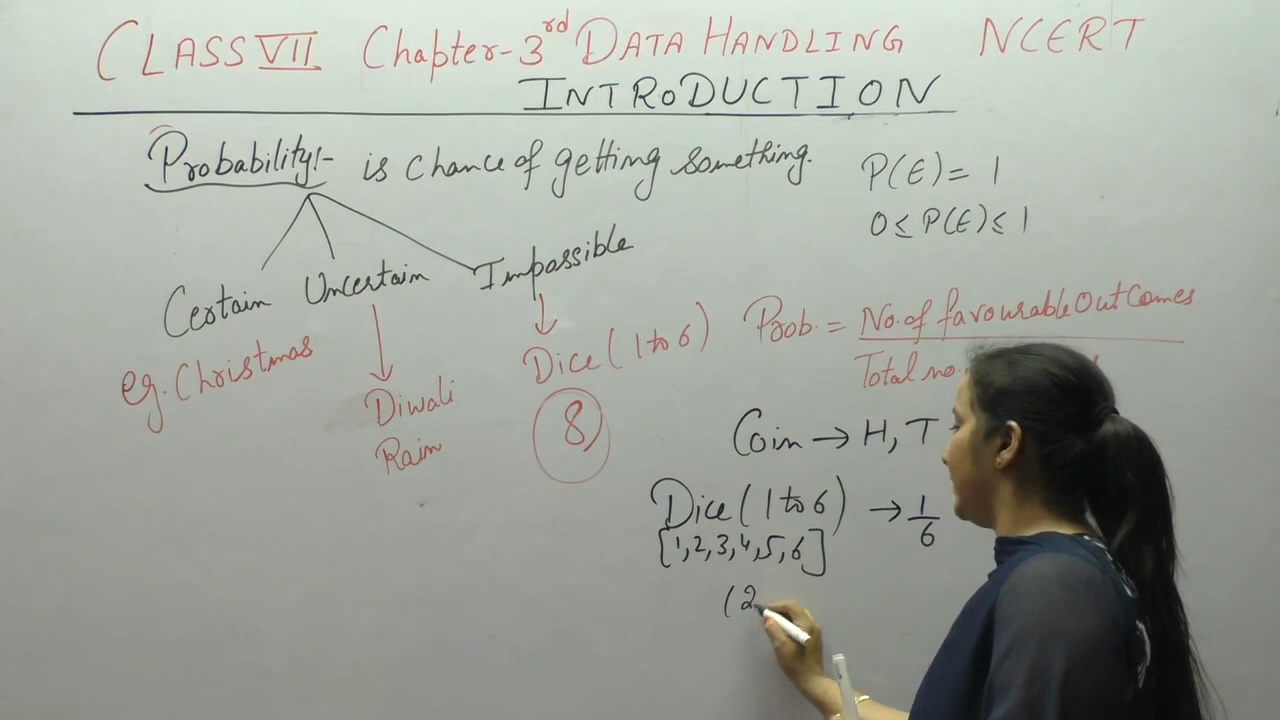 CLASS VII Chapter-3rd DATA HANDLING NCERT
INTRODUCTION
Probability:- is chance of getting something.
P(E) = 1
0 ≤ P(E) ≤ 1
Certain Uncertain Impossible
eg. Christmas
Diwali
Rain
Dice (1 to 6)
8
Prob. = No. of favourable OutComes
Total no.
Coin → H, T
Dice (1 to 6) → 1/6
[1,2,3,4,5,6]
(2